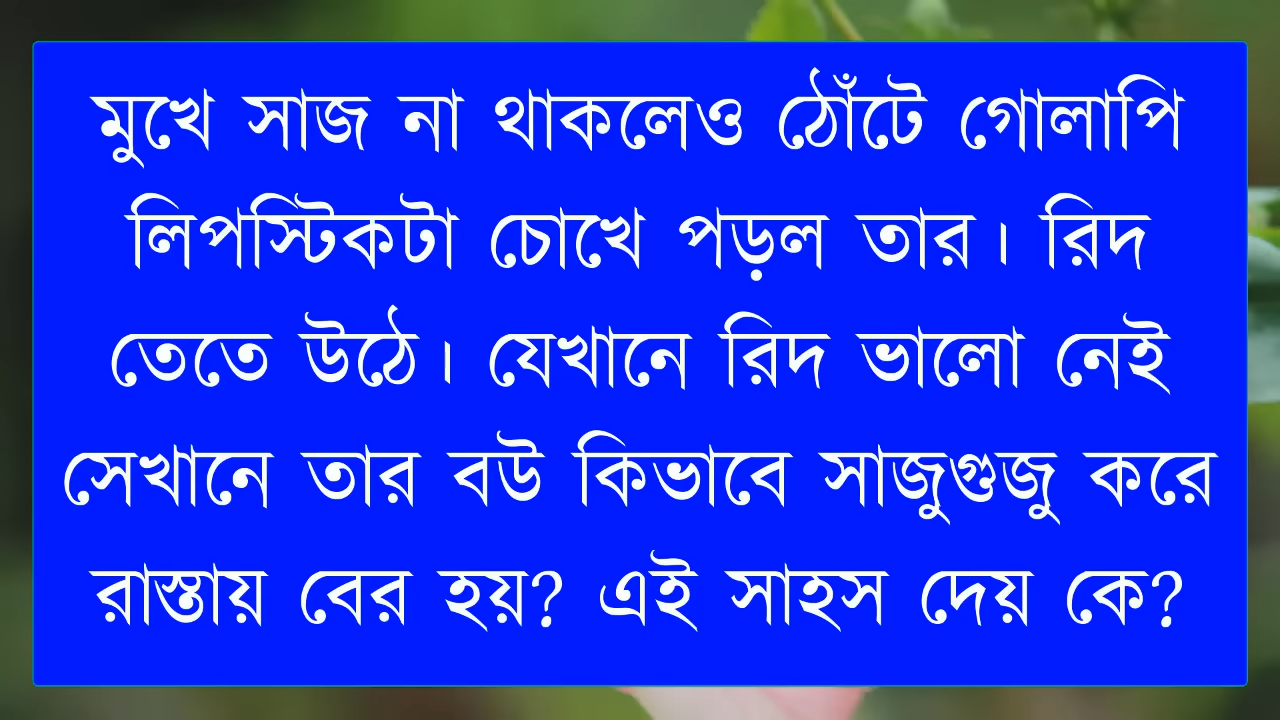 মুখে সাজ না থাকলেও ঠোঁটে গোলাপি
লিপস্টিকটা চোখে পড়ল তার। রিদ
তেতে উঠে। যেখানে রিদ ভালো নেই
সেখানে তার বউ কিভাবে সাজুগুজু করে
রাস্তায় বের হয়? এই সাহস দেয় কে?